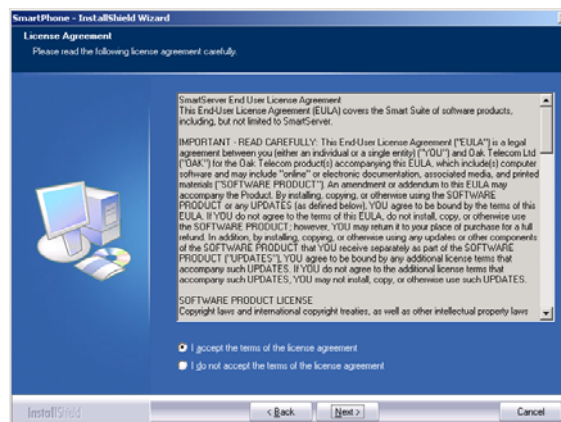 SmartPhone - InstallShield Wizard
License Agreement
Please read the following license agreement carefully.
SmartServer End User License Agreement
This End-User License Agreement (EULA) covers the Smart Suite of software products,
including, but not limited to SmartServer.
IMPORTANT - READ CAREFULLY: This End-User License Agreement ("EULA") is a legal
agreement between you (either an individual or a single entity) ("YOU") and Oak Telecom Ltd
("OAK") for the Oak Telecom product(s) accompanying this EULA, which include(s) computer
software and may include "online" or electronic documentation, associated media, and printed
materials ("SOFTWARE PRODUCT"). An amendment or addendum to this EULA may
accompany the Product. By installing, copying, or otherwise using the SOFTWARE
PRODUCT or any UPDATES (as defined below), YOU agree to be bound by the terms of this
EULA. If YOU do not agree to the terms of this EULA, do not install, copy, or otherwise use
the SOFTWARE PRODUCT; however, YOU may return it to your place of purchase for a full
refund. In addition, by installing, copying, or otherwise using any updates or other components
of the SOFTWARE PRODUCT that YOU receive separately as part of the SOFTWARE
PRODUCT ("UPDATES"), YOU agree to be bound by any additional license terms that
accompany such UPDATES. If YOU do not agree to the additional license terms that
accompany such UPDATES, YOU may not install, copy, or otherwise use such UPDATES.
SOFTWARE PRODUCT LICENSE
Copyright laws and international copyright treaties, as well as other intellectual property laws
I accept the terms of the license agreement
I do not accept the terms of the license agreement
InstallShield
< Back
Next >
Cancel